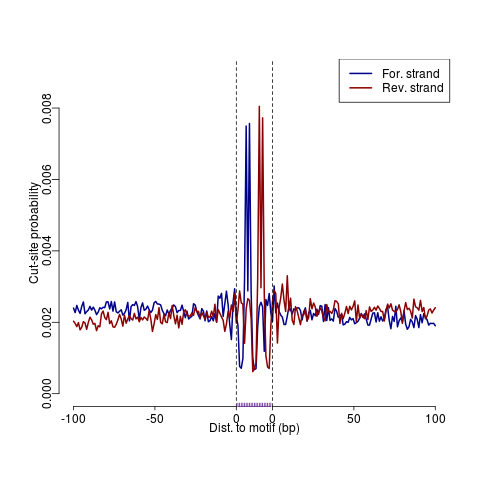 For. strand
Rev. strand
Cut-site probability
0.008
0.006
0.004
0.002
0.000
-100 -50 0 0 50 100
Dist. to motif (bp)